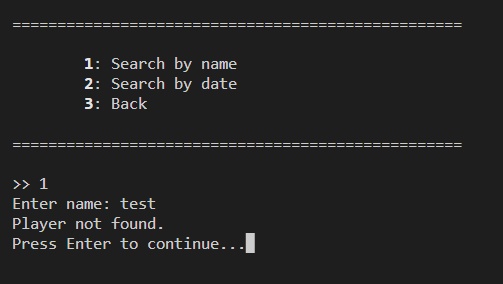 ==================================================
1: Search by name
2: Search by date
3: Back
==================================================
>> 1
Enter name: test
Player not found.
Press Enter to continue...